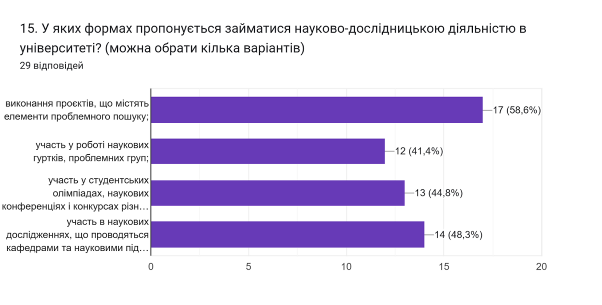 15. У яких формах пропонується займатися науково-дослідницькою діяльністю в
університеті? (можна обрати кілька варіантів)
29 відповідей
виконання проєктів, що містять
елементи проблемного пошуку;
17 (58,6%)
участь у роботі наукових
гуртків, проблемних груп;
12 (41,4%)
участь у студентських
олімпіадах, наукових
конференціях і конкурсах різн…
13 (44,8%)
участь в наукових
дослідженнях, що проводяться
кафедрами та науковими під…
14 (48,3%)
0 5 10 15 20